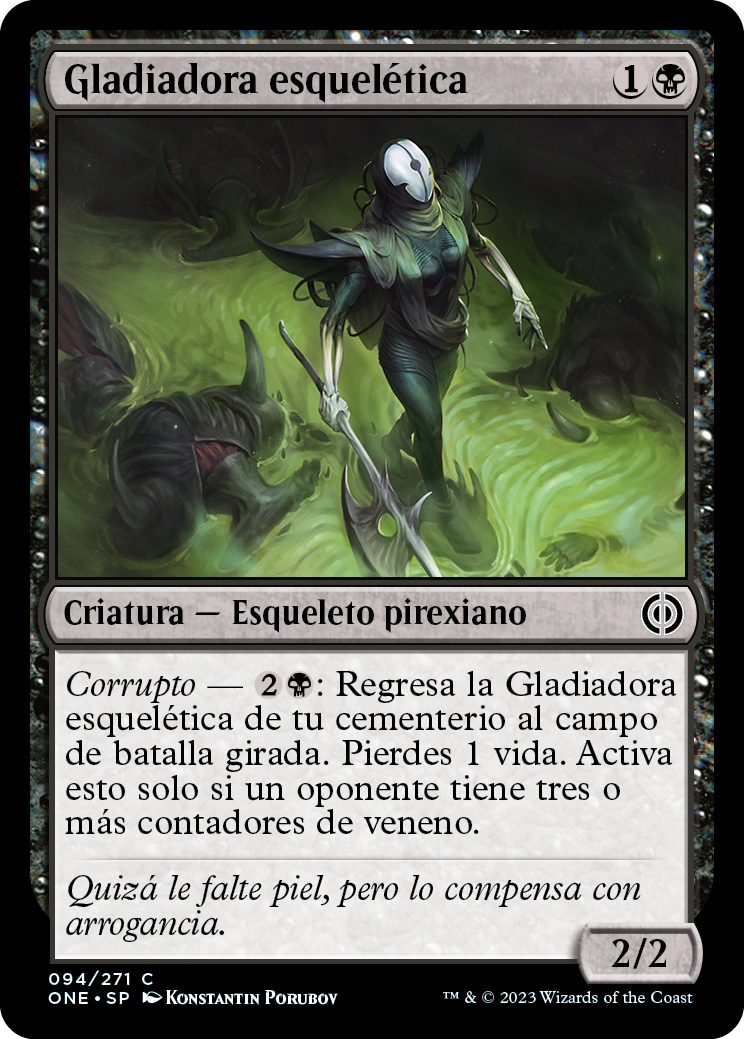 Gladiadora esquelética 1
Criatura — Esqueleto pirexiano
Corrupto — 2: Regresa la Gladiadora
esquelética de tu cementerio al campo
de batalla girada. Pierdes 1 vida. Activa
esto solo si un oponente tiene tres o
más contadores de veneno.
Quizá le falte piel, pero lo compensa con
arrogancia.
2/2
094/271 C
ONE • SP Konstantin Porubov
™ & © 2023 Wizards of the Coast